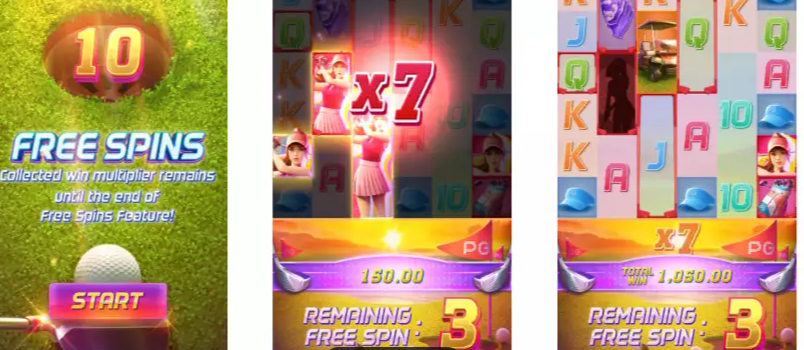 10
FREE SPINS
Collected win multiplier remains
until the end of
Free Spins Feature!
START
K
Q
Q
K
A
K
x7
10
A
A
10
PG
150.00
REMAINING
FREE SPIN : 3
K
K
J
Q
Q
A
K
10
A
K
J
A
10
x7
PG
TOTAL WIN 1,050.00
REMAINING
FREE SPIN : 3